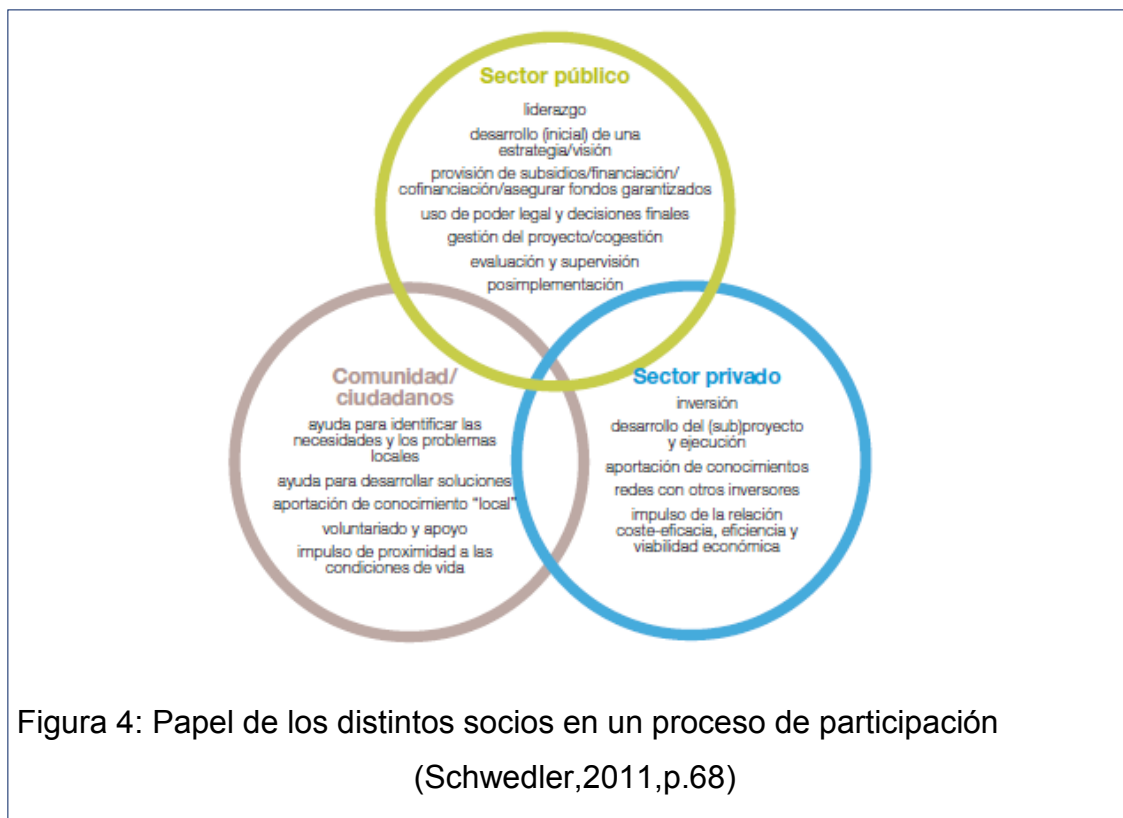 Sector público
liderazgo
desarrollo (inicial) de una
estrategia/visión
provisión de subsidios/financiación/
cofinanciación/asegurar fondos garantizados
uso de poder legal y decisiones finales
gestión del proyecto/cogestión
evaluación y supervisión
posimplementación
Comunidad/
ciudadanos
ayuda para identificar las
necesidades y los problemas
locales
ayuda para desarrollar soluciones
aportación de conocimiento "local"
voluntariado y apoyo
impulso de proximidad a las
condiciones de vida
Sector privado
inversión
desarrollo del (sub)proyecto
y ejecución
aportación de conocimientos
redes con otros inversores
impulso de la relación
coste-eficacia, eficiencia y
viabilidad económica
Figura 4: Papel de los distintos socios en un proceso de participación
(Schwedler,2011,p.68)